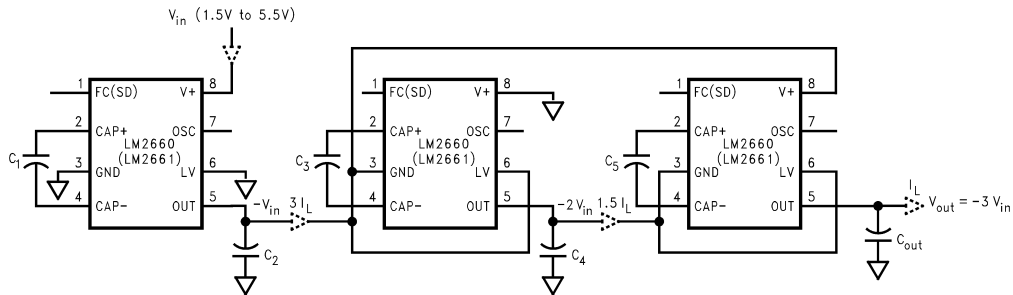 V_in (1.5V to 5.5V)
1 FC(SD) V+ 8
2 CAP+ OSC 7
LM2660
(LM2661)
3 GND LV 6
4 CAP- OUT 5
C_1
-V_in
3 I_L
C_2
1 FC(SD) V+ 8
2 CAP+ OSC 7
LM2660
(LM2661)
3 GND LV 6
4 CAP- OUT 5
C_3
-2 V_in
1.5 I_L
C_4
1 FC(SD) V+ 8
2 CAP+ OSC 7
LM2660
(LM2661)
3 GND LV 6
4 CAP- OUT 5
C_5
I_L
V_out = -3 V_in
C_out